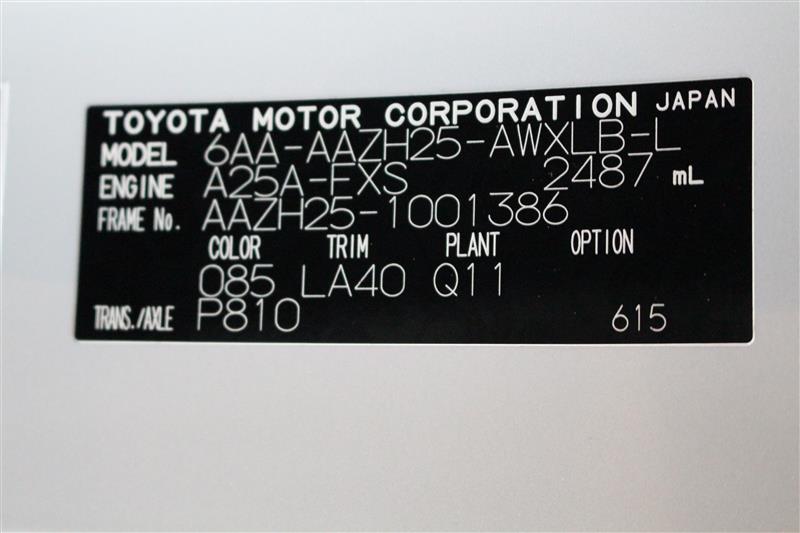 TOYOTA MOTOR CORPORATION JAPAN
MODEL 6AA-AAZH25-AWXLB-L
ENGINE A25A-FXS 2487 mL
FRAME No. AAZH25-1001386
COLOR TRIM PLANT OPTION
085 LA40 Q11
TRANS./AXLE P810 615